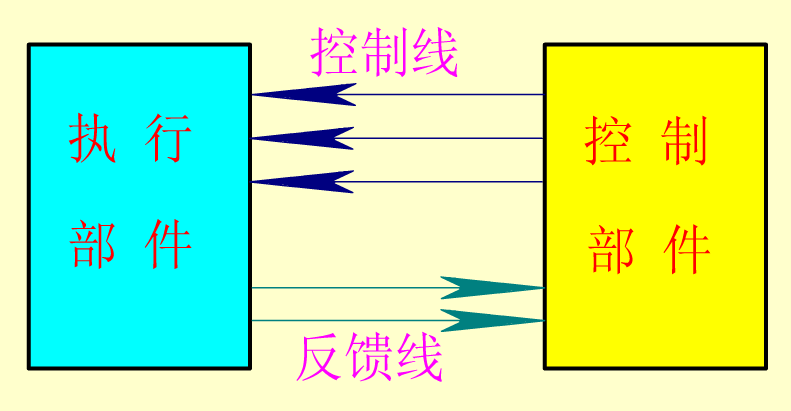 控制线
执 行
部 件
控 制
部 件
反馈线